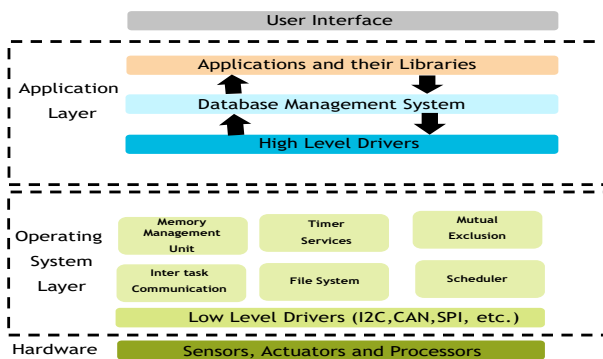 User Interface
Application
Layer
Applications and their Libraries
Database Management System
High Level Drivers
Operating
System
Layer
Memory
Management
Unit
Timer
Services
Mutual
Exclusion
Inter task
Communication
File System
Scheduler
Low Level Drivers (I2C,CAN,SPI, etc.)
Hardware
Sensors, Actuators and Processors